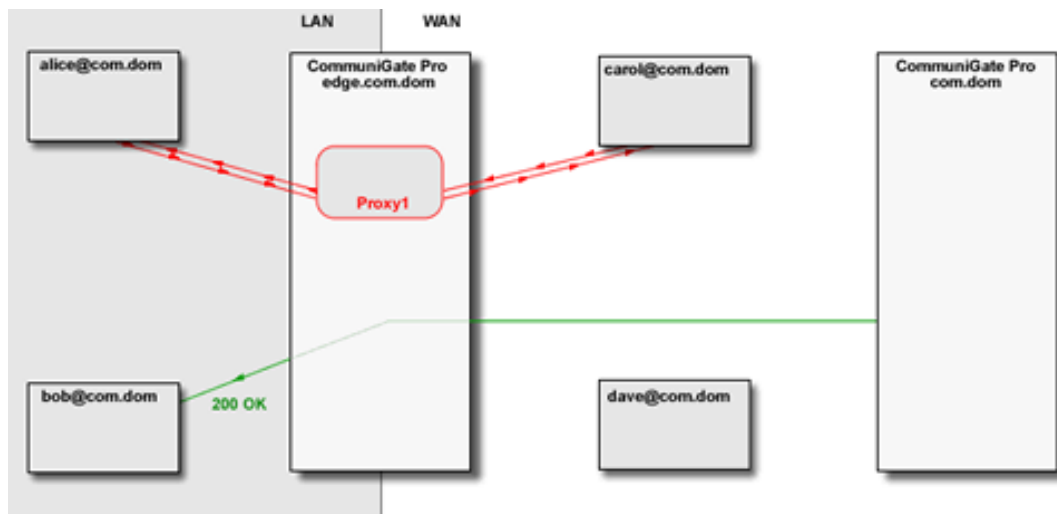 LAN WAN
alice@com.dom
CommuniGate Pro
edge.com.dom
carol@com.dom
CommuniGate Pro
com.dom
Proxy1
bob@com.dom
200 OK
dave@com.dom